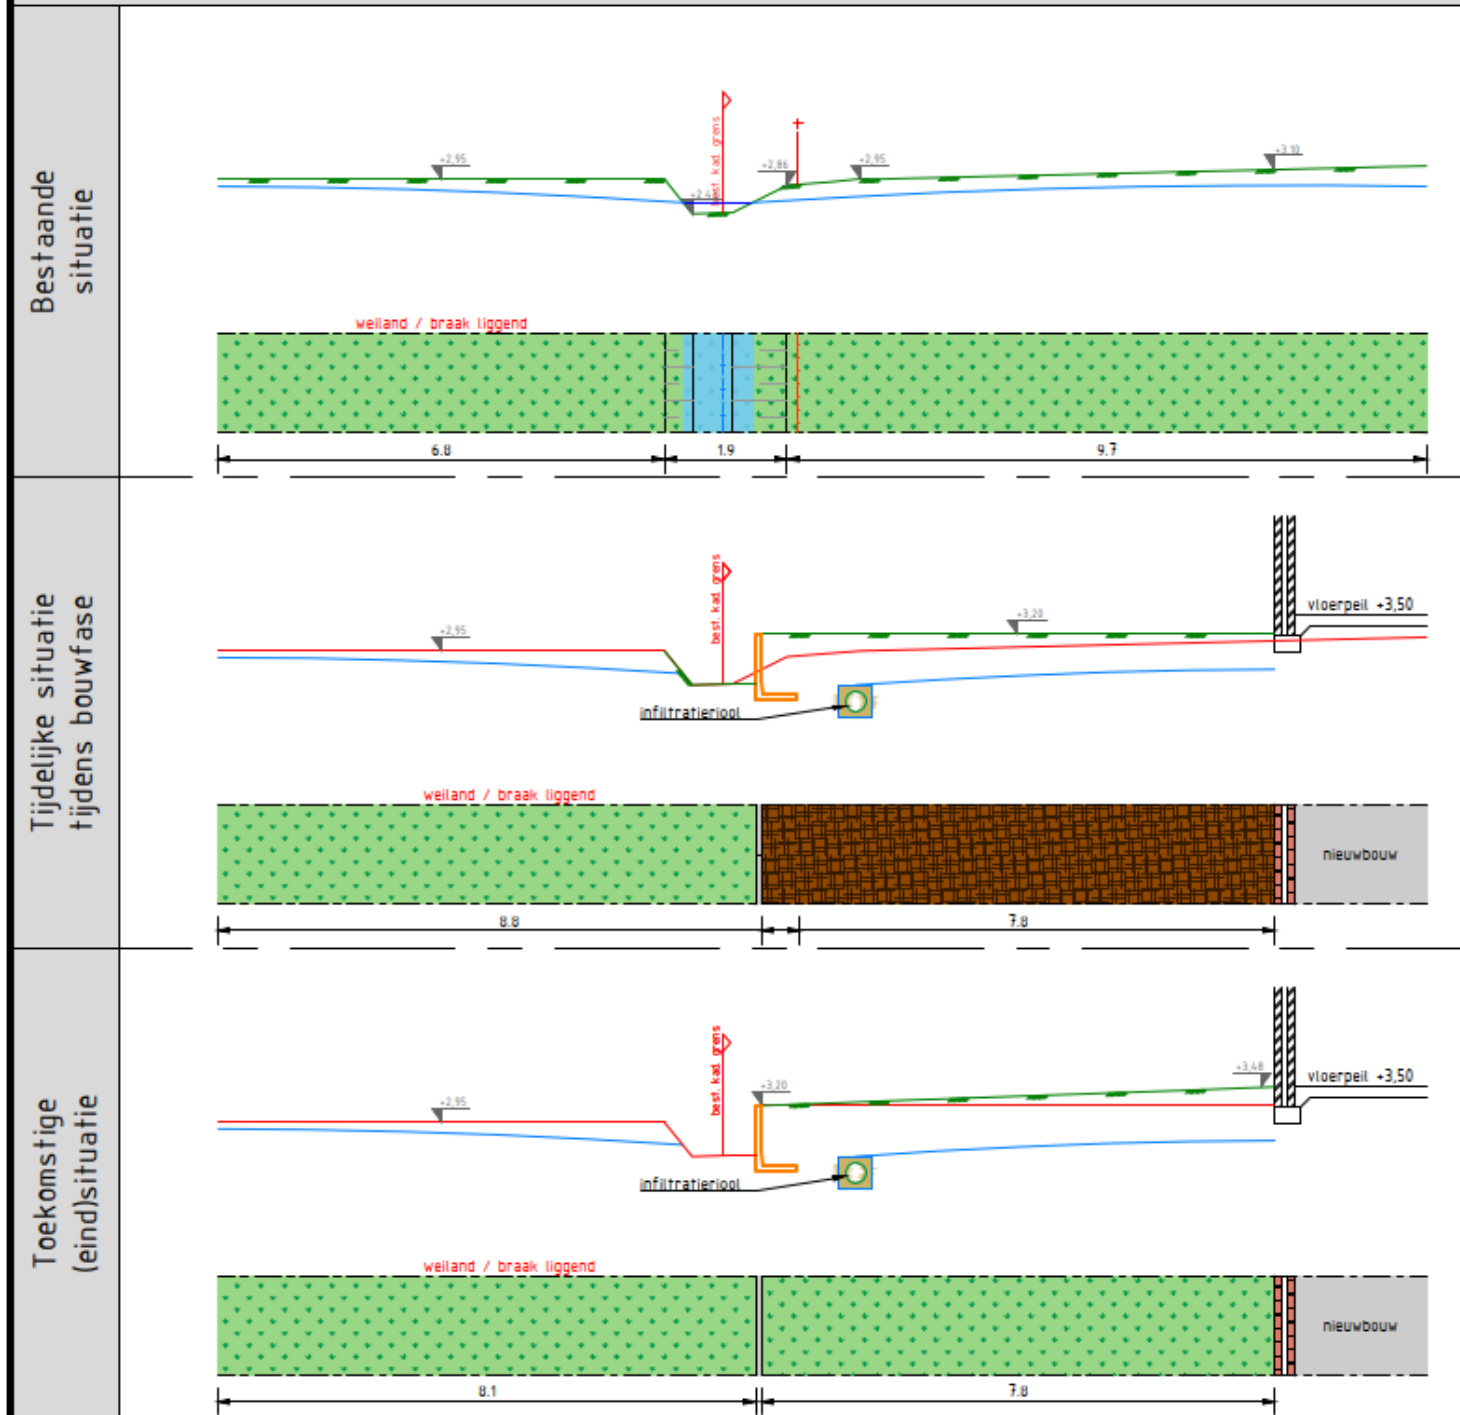 Bestaande
situatie
+2,95
best. kad. grens
+2,86
+2,95
+3.10
weiland / braak liggend
6.8
1.9
9.7
Tijdelijke situatie
tijdens bouwfase
+2,95
best. kad. grens
+3,20
vloerpeil +3,50
infiltratieriool
weiland / braak liggend
nieuwbouw
8.8
7.8
Toekomstige
(eind)situatie
+2,95
best. kad. grens
+3,20
+3,48
vloerpeil +3,50
infiltratieriool
weiland / braak liggend
nieuwbouw
8.1
7.8